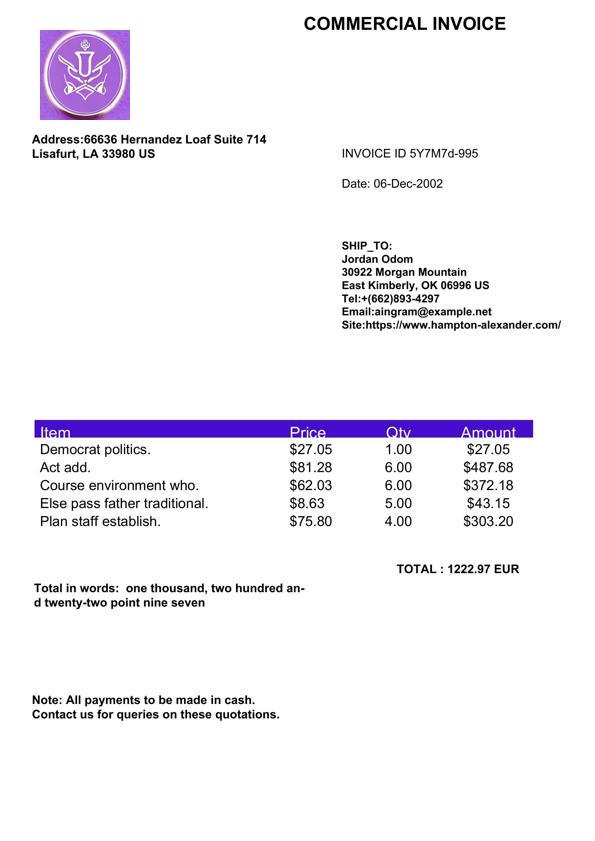 COMMERCIAL INVOICE
U
Address:66636 Hernandez Loaf Suite 714
Lisafurt, LA 33980 US
INVOICE ID 5Y7M7d-995
Date: 06-Dec-2002
SHIP_TO:
Jordan Odom
30922 Morgan Mountain
East Kimberly, OK 06996 US
Tel:+(662)893-4297
Email:aingram@example.net
Site:https://www.hampton-alexander.com/
Item Price Qty Amount
Democrat politics. $27.05 1.00 $27.05
Act add. $81.28 6.00 $487.68
Course environment who. $62.03 6.00 $372.18
Else pass father traditional. $8.63 5.00 $43.15
Plan staff establish. $75.80 4.00 $303.20
TOTAL : 1222.97 EUR
Total in words:  one thousand, two hundred an-
d twenty-two point nine seven
Note: All payments to be made in cash.
Contact us for queries on these quotations.